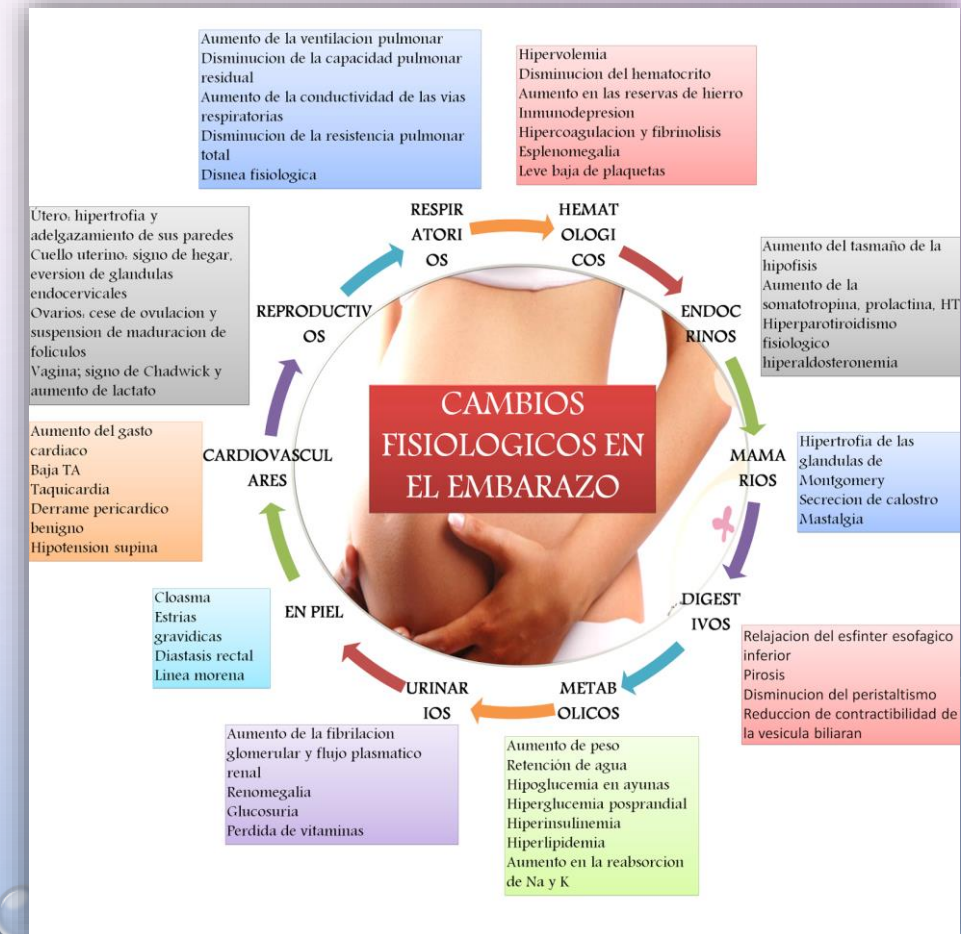 Aumento de la ventilacion pulmonar
Disminucion de la capacidad pulmonar
residual
Aumento de la conductividad de las vias
respiratorias
Disminucion de la resistencia pulmonar
total
Disnea fisiologica
Hipervolemia
Disminucion del hematocrito
Aumento en las reservas de hierro
Inmunodepresion
Hipercoagulacion y fibrinolisis
Esplenomegalia
Leve baja de plaquetas
RESPIR
ATORI
OS
HEMAT
OLOGI
COS
Útero: hipertrofia y
adelgazamiento de sus paredes
Cuello uterino: signo de hegar,
eversion de glandulas
endocervicales
Ovarios: cese de ovulacion y
suspension de maduracion de
foliculos
Vagina; signo de Chadwick y
aumento de lactato
REPRODUCTIV
OS
ENDOC
RINOS
Aumento del tasmaño de la
hipofisis
Aumento de la
somatotropina, prolactina, HT
Hiperparotiroidismo
fisiologico
hiperaldosteronemia
CAMBIOS
FISIOLOGICOS EN
EL EMBARAZO
Aumento del gasto
cardiaco
Baja TA
Taquicardia
Derrame pericardico
benigno
Hipotension supina
CARDIOVASCUL
ARES
MAMA
RIOS
Hipertrofia de las
glandulas de
Montgomery
Secrecion de calostro
Mastalgia
Cloasma
Estrias
gravidicas
Diastasis rectal
Linea morena
EN PIEL
DIGEST
IVOS
Relajacion del esfinter esofagico
inferior
Pirosis
Disminucion del peristaltismo
Reduccion de contractibilidad de
la vesicula biliaran
URINAR
IOS
METAB
OLICOS
Aumento de la fibrilacion
glomerular y flujo plasmatico
renal
Renomegalia
Glucosuria
Perdida de vitaminas
Aumento de peso
Retención de agua
Hipoglucemia en ayunas
Hiperglucemia posprandial
Hiperinsulinemia
Hiperlipidemia
Aumento en la reabsorcion
de Na y K